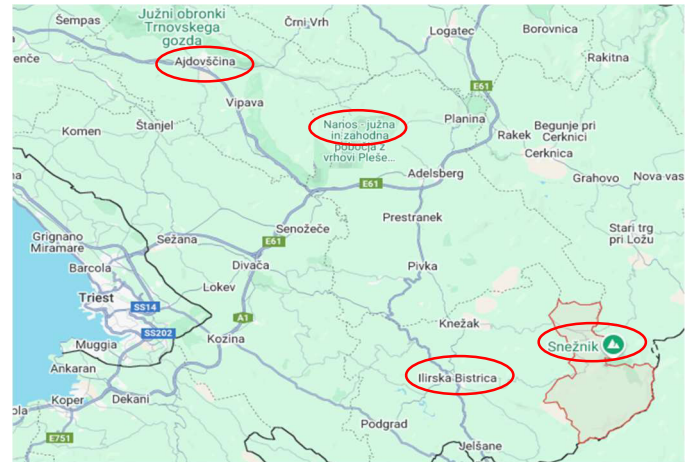 Šempas
Južni obronki
Trnovskega
gozda
Črni Vrh
Logatec
Borovnica
enče
Ajdovščina
Rakitna
E61
Vipava
Planina
Nanos - južna
in zahodna
pobočja z
vrhovi Pleše...
Komen
Štanjel
Rakek
Begunje pri
Cerknici
Cerknica
na
E61
Adelsberg
Grahovo
Nova vas
Prestranek
Senožeče
Stari trg
pri Ložu
Grignano
Miramare
Sežana
E61
Barcola
Divača
Pivka
Triest
Lokev
SS14
A1
Knežak
SS202
Kozina
Snežnik
Muggia
Ankaran
Ilirska Bistrica
Koper
Dekani
ola
Podgrad
E751
Jelšane